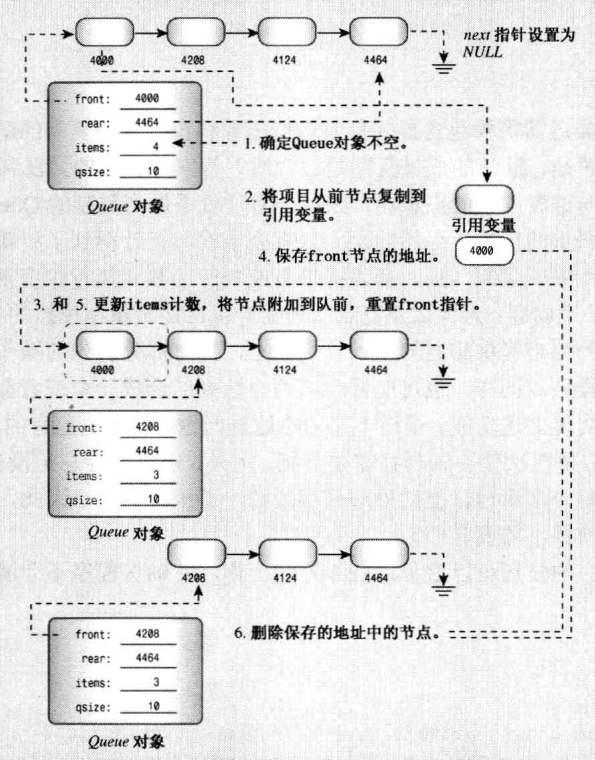 next 指针设置为
NULL
4000 4208 4124 4464
front: 4000
rear: 4464
items: 4
qsize: 10
Queue 对象
1. 确定Queue对象不空。
2. 将项目从前节点复制到
引用变量。
引用变量
4. 保存front节点的地址。
4000
3. 和 5. 更新items计数，将节点附加到队前，重置front指针。
4000 4208 4124 4464
front: 4208
rear: 4464
items: 3
qsize: 10
Queue 对象
4208 4124 4464
front: 4208
rear: 4464
items: 3
qsize: 10
Queue 对象
6. 删除保存的地址中的节点。